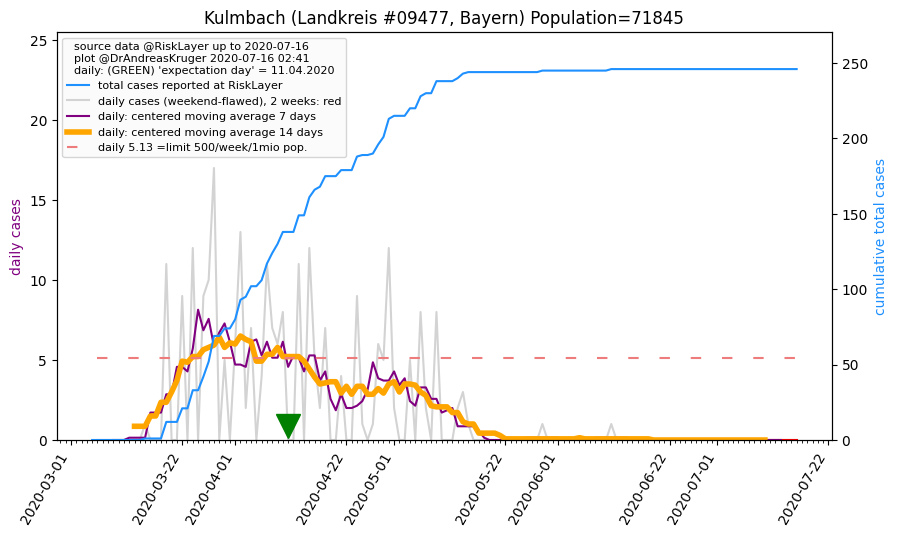 Kulmbach (Landkreis #09477, Bayern) Population=71845
source data @RiskLayer up to 2020-07-16
plot @DrAndreasKruger 2020-07-16 02:41
daily: (GREEN) 'expectation day' = 11.04.2020
total cases reported at RiskLayer
daily cases (weekend-flawed), 2 weeks: red
daily: centered moving average 7 days
daily: centered moving average 14 days
daily 5.13 =limit 500/week/1mio pop.
daily cases
25
20
15
10
5
0
cumulative total cases
250
200
150
100
50
0
2020-03-01
2020-03-22
2020-04-01
2020-04-22
2020-05-01
2020-05-22
2020-06-01
2020-06-22
2020-07-01
2020-07-22